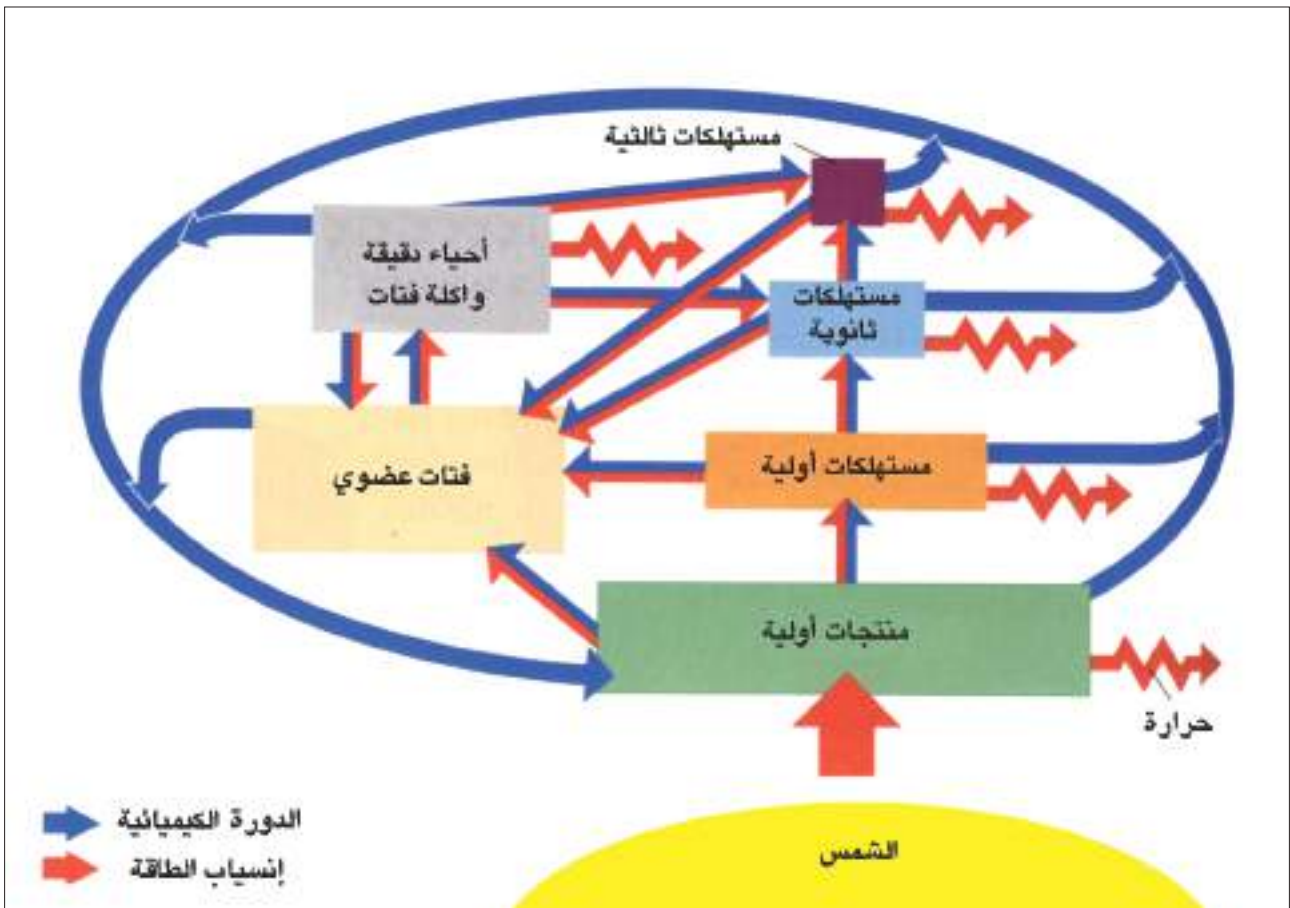 مستهلكات ثالثية
أحياء دقيقة
واكلة فتات
مستهلكات
ثانوية
فتات عضوي
مستهلكات أولية
منتجات أولية
حرارة
الدورة الكيميائية
إنسياب الطاقة
الشمس